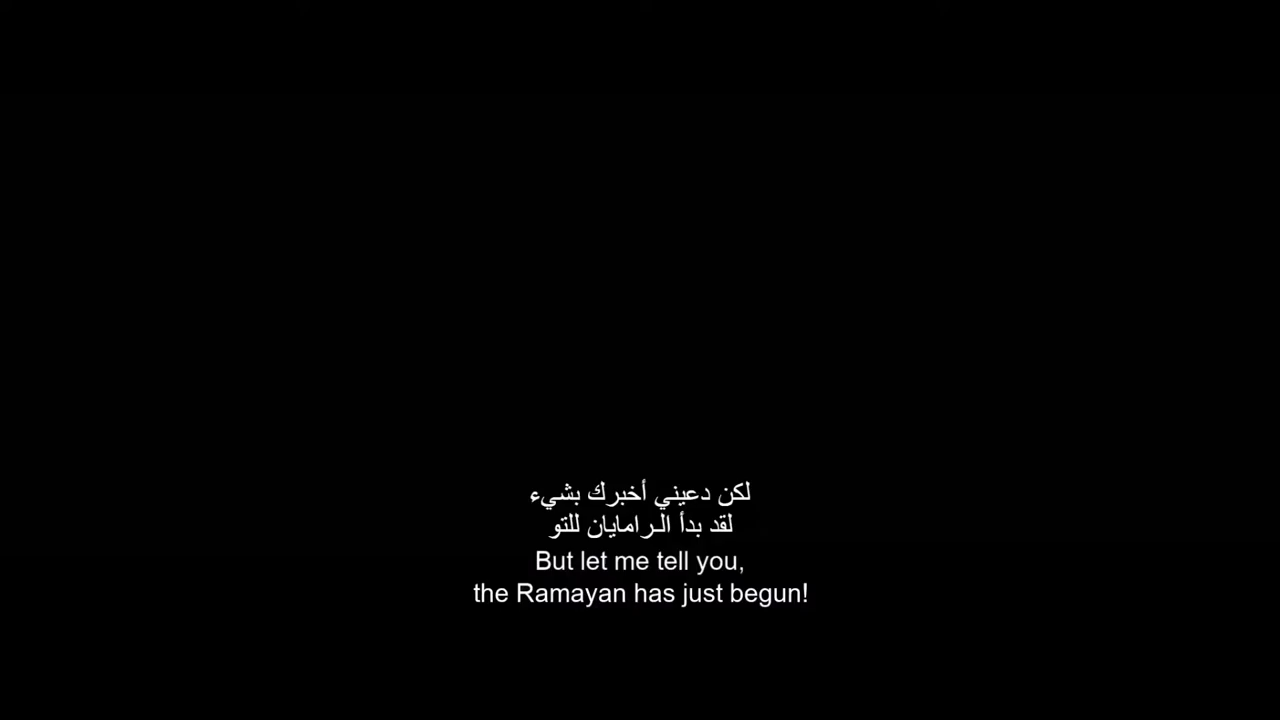 لكن دعيني أخبرك بشيء
لقد بدأ الـرامايان للتو
But let me tell you,
the Ramayan has just begun!